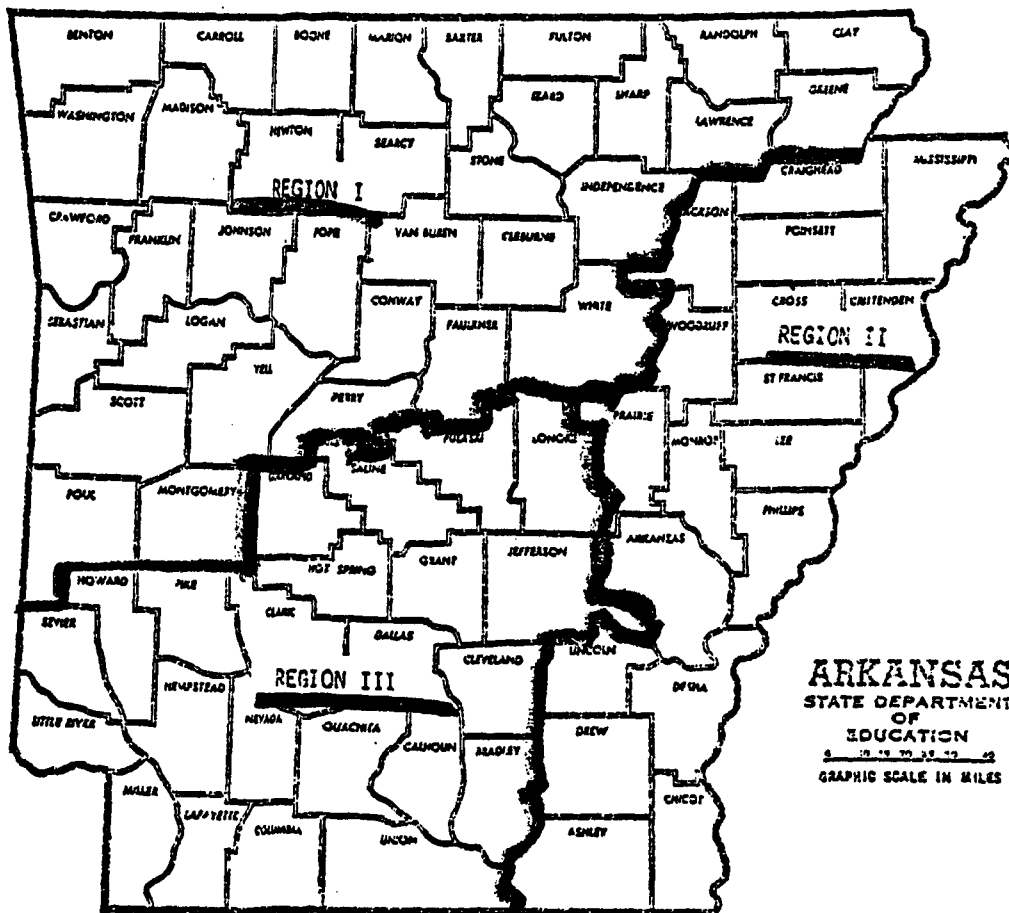 BENTON CARROLL BOONE MARION BAXTER FULTON RANDOLPH CLAY
GREENE
IZARD SHARP
MADISON
WASHINGTON LAWRENCE
NEWTON
SEARCY
STONE MISSISSIPPI
CRAIGHEAD
REGION I INDEPENDENCE
CRAWFORD JACKSON
FRANKLIN JOHNSON POPE VAN BUREN CLEBURNE POINSETT
CONWAY WHITE CROSS CRITTENDEN
SEBASTIAN LOGAN FAULKNER WOODRUFF
REGION II
YELL
ST FRANCIS
SCOTT PERRY PRAIRIE
PULASKI LONOKE MONROE LEE
SALINE
POLK MONTGOMERY GARLAND
PHILLIPS
ARKANSAS
JEFFERSON
HOT SPRING GRANT
HOWARD PIKE
CLARK
SEVIER
DALLAS
LINCOLN
CLEVELAND
REGION III
HEMPSTEAD DESHA
ARKANSAS
STATE DEPARTMENT
OF
EDUCATION
GRAPHIC SCALE IN MILES
LITTLE RIVER NEVADA
OUACHITA DREW
CALHOUN
BRADLEY
MILLER
LAFAYETTE CHICOT
COLUMBIA UNION ASHLEY